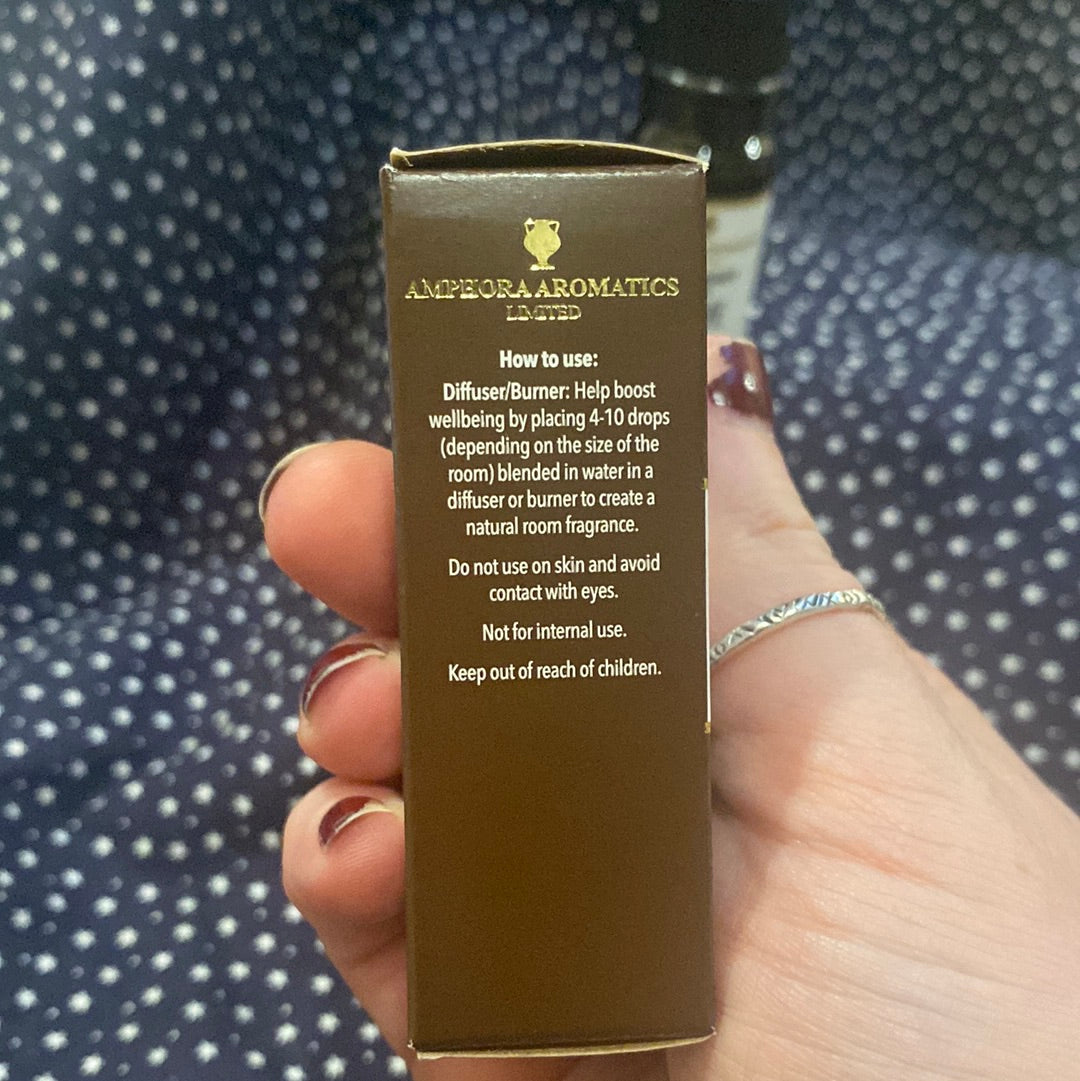 AMPHORA AROMATICS
LIMITED
How to use:
Diffuser/Burner: Help boost
wellbeing by placing 4-10 drops
(depending on the size of the
room) blended in water in a
diffuser or burner to create a
natural room fragrance.
Do not use on skin and avoid
contact with eyes.
Not for internal use.
Keep out of reach of children.